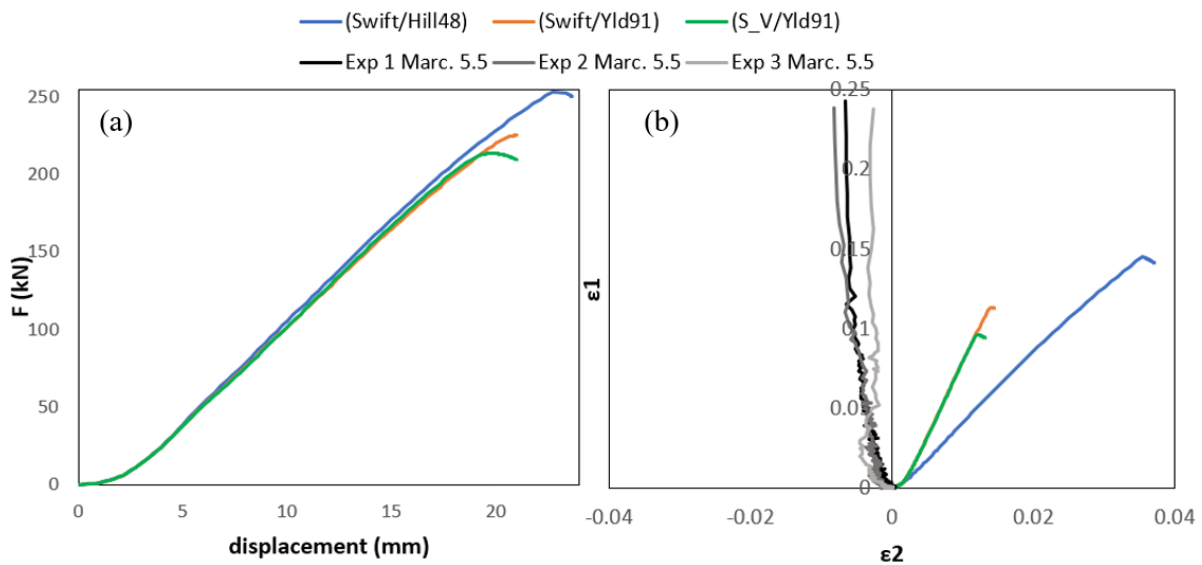 (Swift/Hill48) (Swift/Yld91) (S_V/Yld91)
Exp 1 Marc. 5.5 Exp 2 Marc. 5.5 Exp 3 Marc. 5.5
(a)
250
200
150
100
50
0
F (kN)
0 5 10 15 20
displacement (mm)
(b)
0.25
0.2
0.15
0.1
0.05
0
ε1
-0.04 -0.02 0 0.02 0.04
ε2